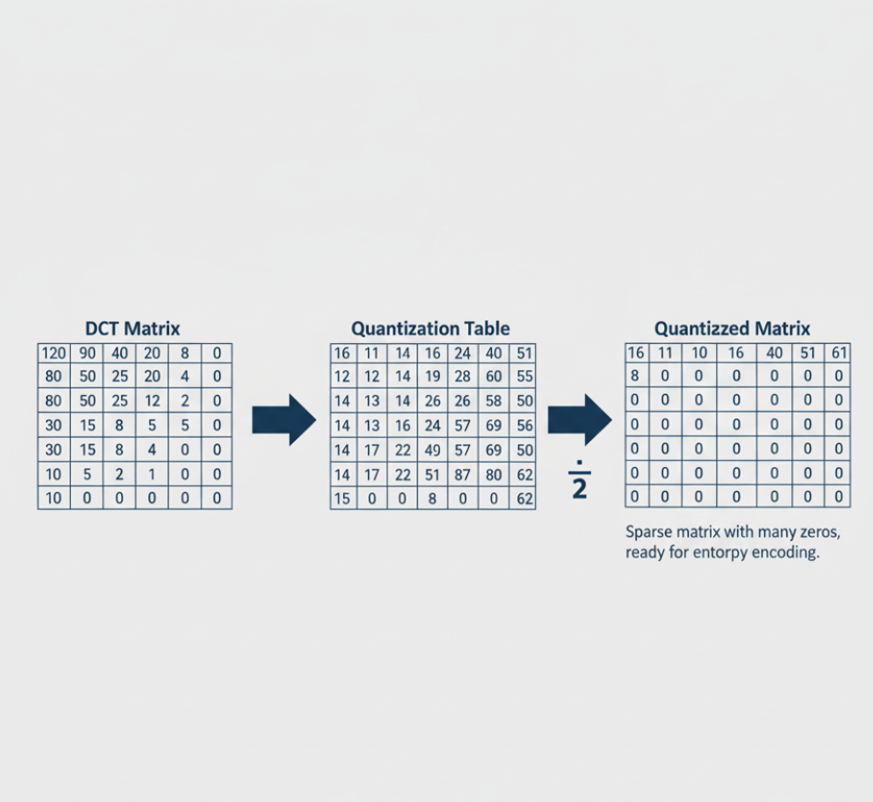 DCT Matrix
120 90 40 20 8 0
80 50 25 20 4 0
80 50 25 12 2 0
30 15 8 5 5 0
30 15 8 4 0 0
10 5 2 1 0 0
10 0 0 0 0 0
Quantization Table
16 11 14 16 24 40 51
12 12 14 19 28 60 55
14 13 14 26 26 58 50
14 13 16 24 57 69 56
14 17 22 49 57 69 50
14 17 22 51 87 80 62
15 0 0 8 0 0 62
÷
2
Quantizzed Matrix
16 11 10 16 40 51 61
8 0 0 0 0 0 0
0 0 0 0 0 0 0
0 0 0 0 0 0 0
0 0 0 0 0 0 0
0 0 0 0 0 0 0
0 0 0 0 0 0 0
Sparse matrix with many zeros,
ready for entorpy encoding.